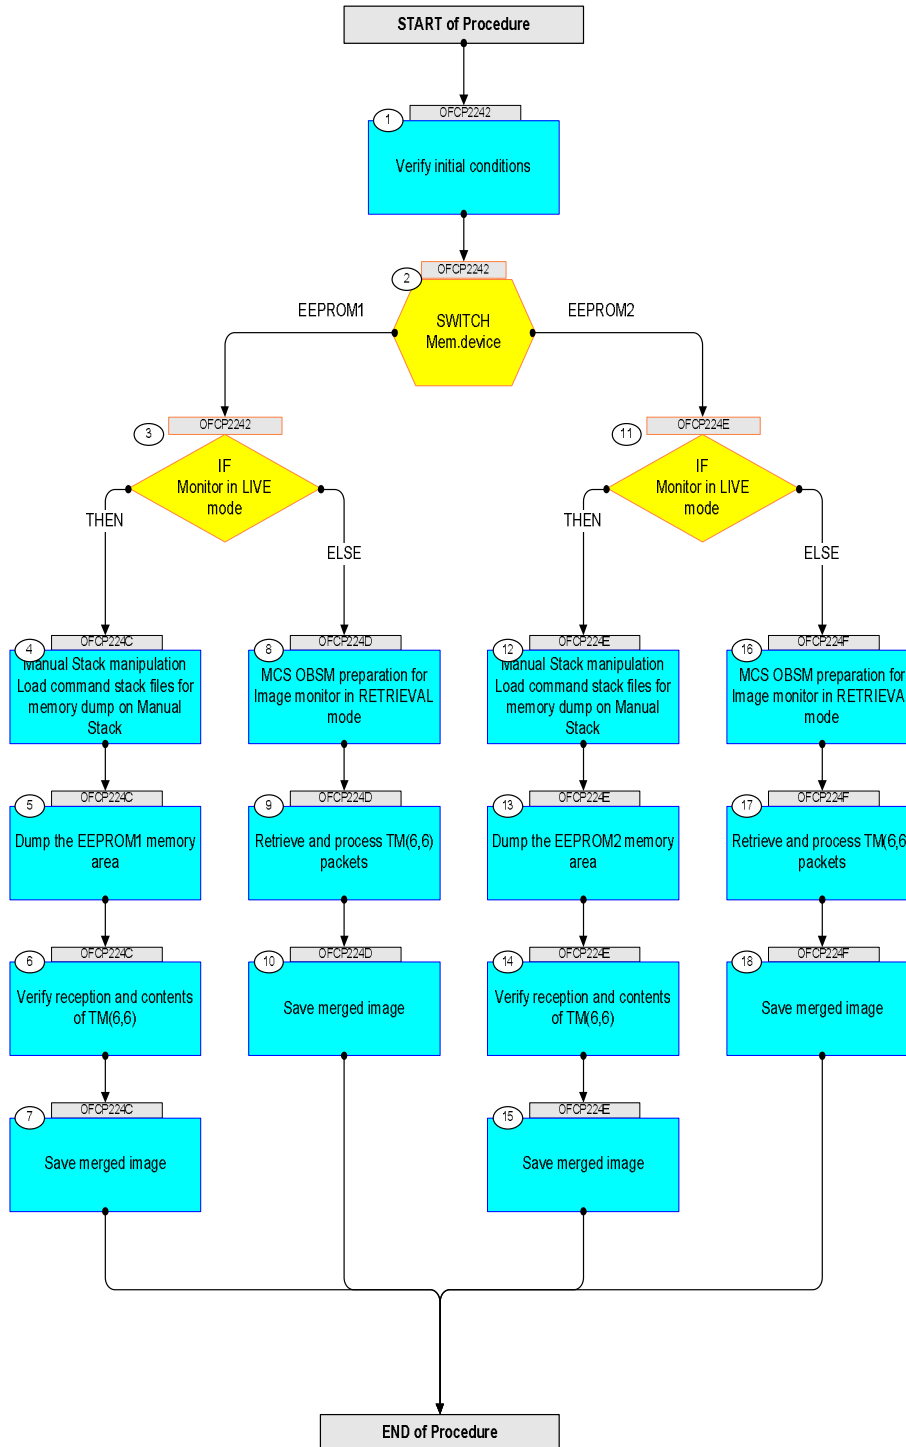 START of Procedure
OFCP2242
1
Verify initial conditions
OFCP2242
2
SWITCH
Mem.device
EEPROM1
EEPROM2
OFCP2242
3
IF
Monitor in LIVE
mode
THEN
ELSE
OFCP224E
11
IF
Monitor in LIVE
mode
THEN
ELSE
OFCP224C
4
Manual Stack manipulation
Load command stack files for
memory dump on Manual
Stack
OFCP224D
8
MCS OBSM preparation for
Image monitor in RETRIEVAL
mode
OFCP224E
12
Manual Stack manipulation
Load command stack files for
memory dump on Manual
Stack
OFCP224F
16
MCS OBSM preparation for
Image monitor in RETRIEVA
mode
OFCP224C
5
Dump the EEPROM1 memory
area
OFCP224D
9
Retrieve and process TM(6,6)
packets
OFCP224E
13
Dump the EEPROM2 memory
area
OFCP224F
17
Retrieve and process TM(6,6
packets
OFCP224C
6
Verify reception and contents
of TM(6,6)
OFCP224D
10
Save merged image
OFCP224E
14
Verify reception and contents
of TM(6,6)
OFCP224F
18
Save merged image
OFCP224C
7
Save merged image
OFCP224E
15
Save merged image
END of Procedure